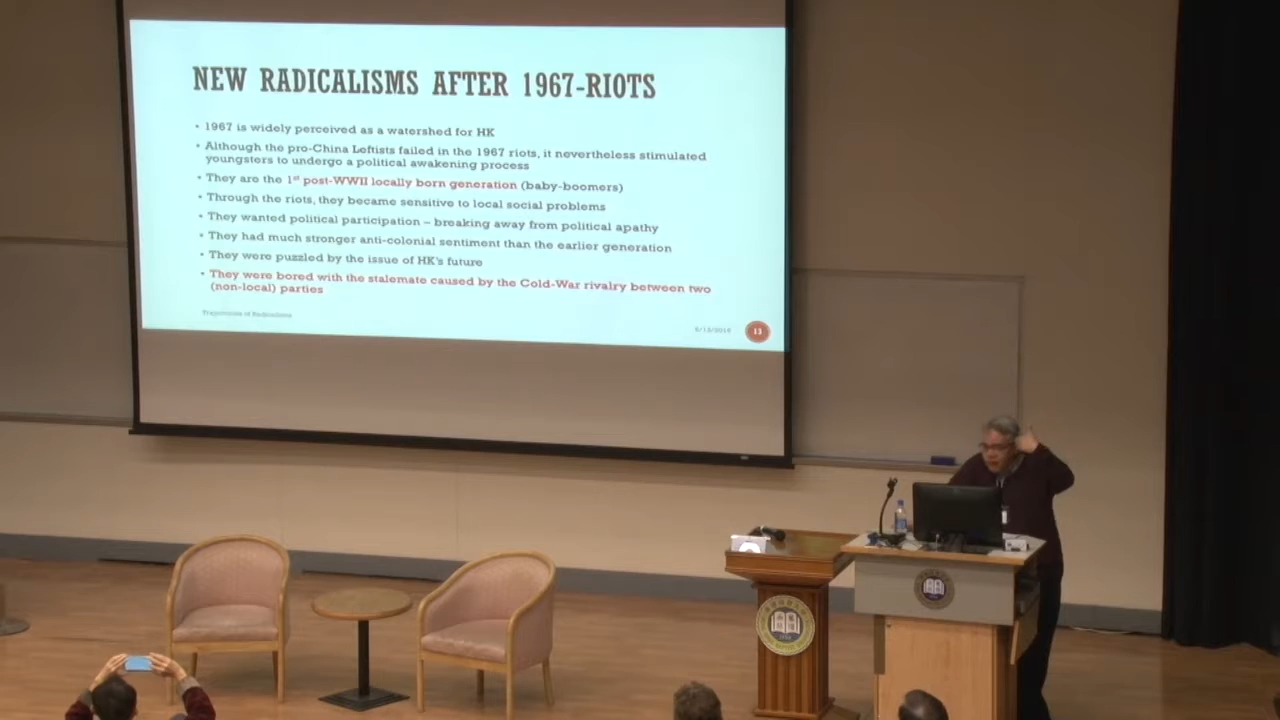 NEW RADICALISMS AFTER 1967-RIOTS
• 1967 is widely perceived as a watershed for HK
• Although the pro-China Leftists failed in the 1967 riots, it nevertheless stimulated
youngsters to undergo a political awakening process
• They are the 1st post-WWII locally born generation (baby-boomers)
• Through the riots, they became sensitive to local social problems
• They wanted political participation – breaking away from political apathy
• They had much stronger anti-colonial sentiment than the earlier generation
• They were puzzled by the issue of HK's future
• They were bored with the stalemate caused by the Cold-War rivalry between two
(non-local) parties
Trajectories of Radicalisms
13